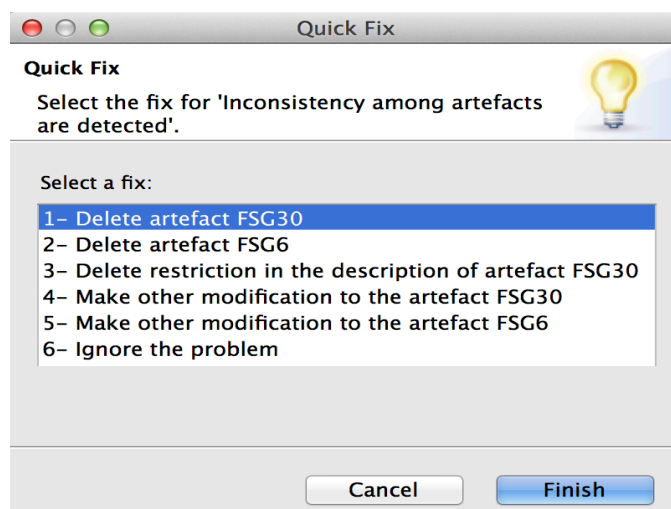 Quick Fix
Quick Fix
Select the fix for 'Inconsistency among artefacts
are detected'.
Select a fix:
1– Delete artefact FSG30
2– Delete artefact FSG6
3– Delete restriction in the description of artefact FSG30
4– Make other modification to the artefact FSG30
5– Make other modification to the artefact FSG6
6– Ignore the problem
Cancel
Finish